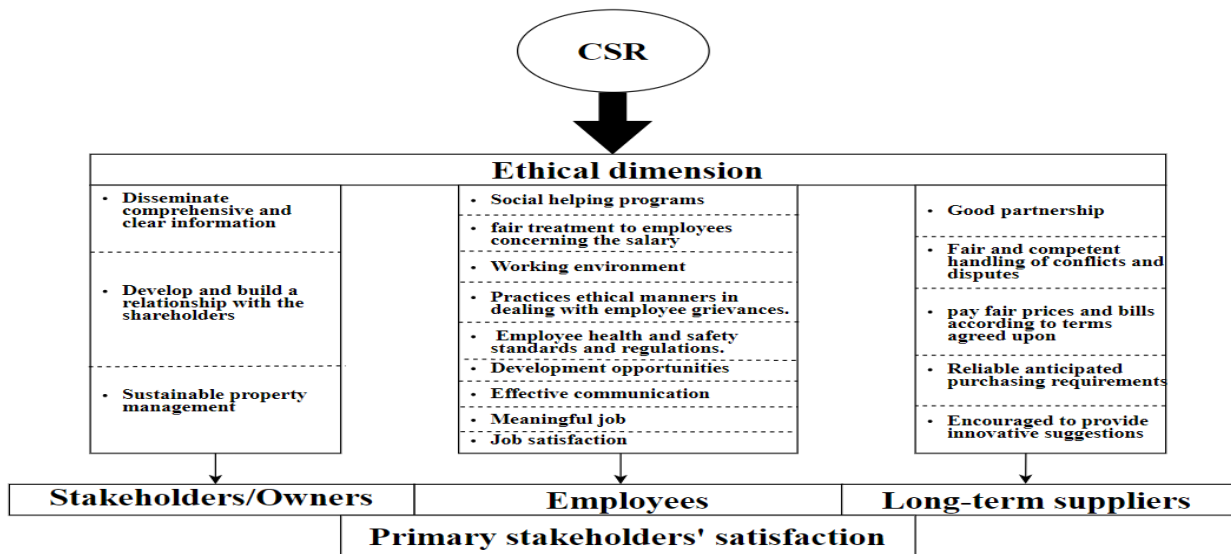 CSR
Ethical dimension
• Disseminate
comprehensive and
clear information
• Develop and build a
relationship with the
shareholders
• Sustainable property
management
• Social helping programs
• fair treatment to employees
concerning the salary
• Working environment
• Practices ethical manners in
dealing with employee grievances.
• Employee health and safety
standards and regulations.
• Development opportunities
• Effective communication
• Meaningful job
• Job satisfaction
• Good partnership
• Fair and competent
handling of conflicts and
disputes
• pay fair prices and bills
according to terms
agreed upon
• Reliable anticipated
purchasing requirements
• Encouraged to provide
innovative suggestions
Stakeholders/Owners
Employees
Long-term suppliers
Primary stakeholders' satisfaction